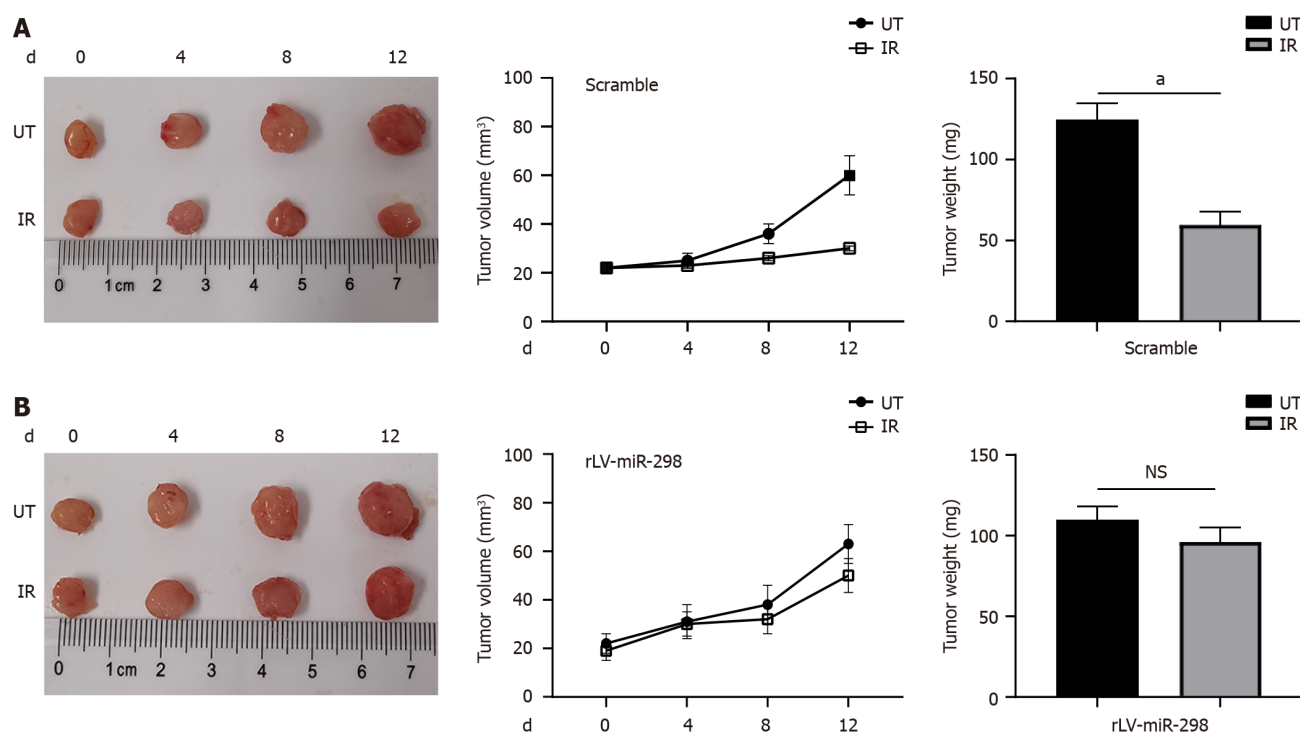 A
d 0 4 8 12
UT
IR
0 1 cm 2 3 4 5 6 7
UT
IR
Scramble
Tumor volume (mm³)
100
80
60
40
20
0
d 0 4 8 12
UT
IR
a
Tumor weight (mg)
150
100
50
0
Scramble
B
d 0 4 8 12
UT
IR
0 1 cm 2 3 4 5 6 7
UT
IR
rLV-miR-298
Tumor volume (mm³)
100
80
60
40
20
0
d 0 4 8 12
UT
IR
NS
Tumor weight (mg)
150
100
50
0
rLV-miR-298